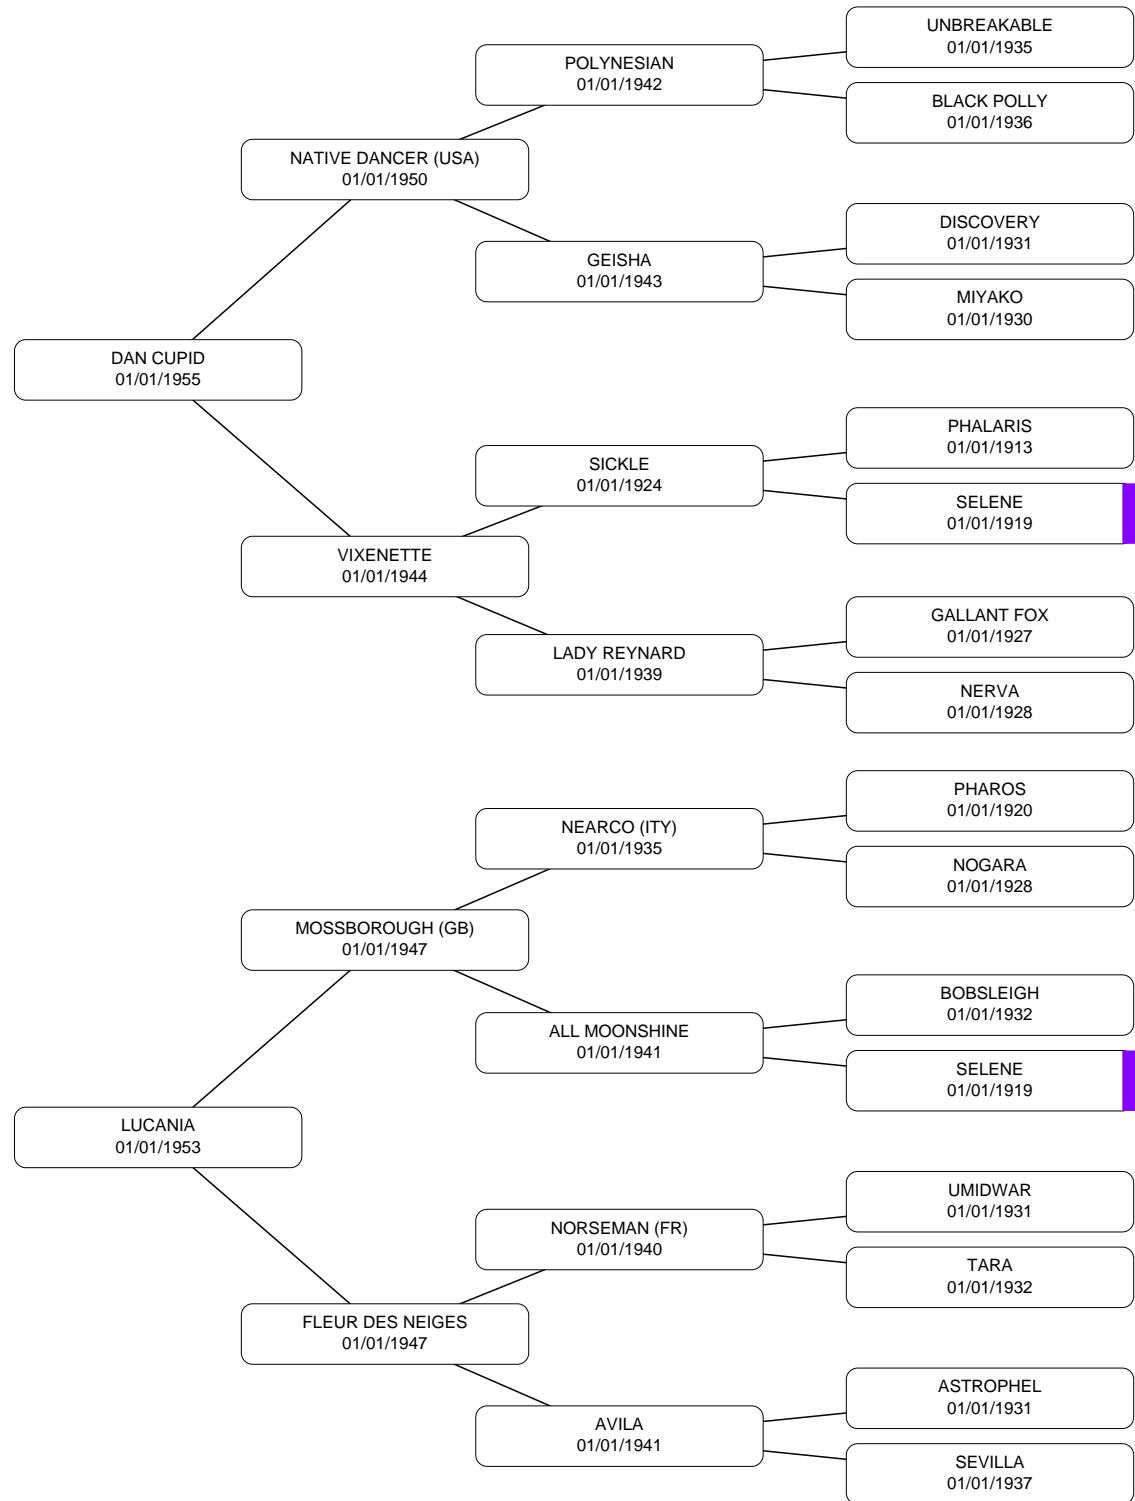 UNBREAKABLE
01/01/1935
POLYNESIAN
01/01/1942
BLACK POLLY
01/01/1936
NATIVE DANCER (USA)
01/01/1950
DISCOVERY
01/01/1931
GEISHA
01/01/1943
MIYAKO
01/01/1930
DAN CUPID
01/01/1955
PHALARIS
01/01/1913
SICKLE
01/01/1924
SELENE
01/01/1919
VIXENETTE
01/01/1944
GALLANT FOX
01/01/1927
LADY REYNARD
01/01/1939
NERVA
01/01/1928
PHAROS
01/01/1920
NEARCO (ITY)
01/01/1935
NOGARA
01/01/1928
MOSSBOROUGH (GB)
01/01/1947
BOBSLEIGH
01/01/1932
ALL MOONSHINE
01/01/1941
SELENE
01/01/1919
LUCANIA
01/01/1953
UMIDWAR
01/01/1931
NORSEMAN (FR)
01/01/1940
TARA
01/01/1932
FLEUR DES NEIGES
01/01/1947
ASTROPHEL
01/01/1931
AVILA
01/01/1941
SEVILLA
01/01/1937